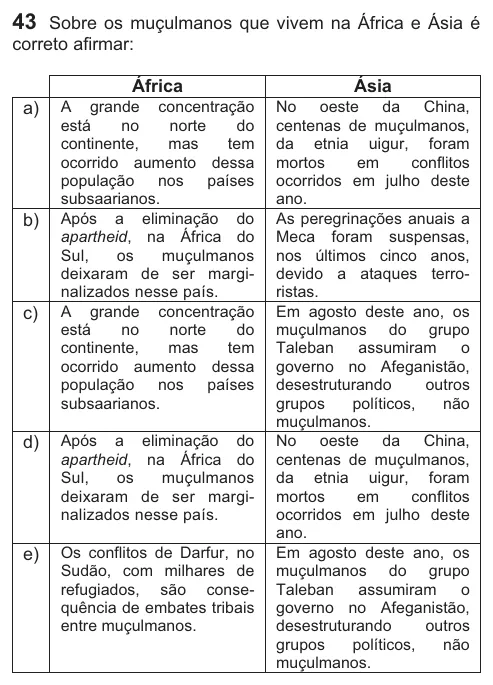 43 Sobre os muçulmanos que vivem na África e Ásia é
correto afirmar:
África
Ásia
a)
A grande concentração
está no norte do
continente, mas tem
ocorrido aumento dessa
população nos países
subsaarianos.
No oeste da China,
centenas de muçulmanos,
da etnia uigur, foram
mortos em conflitos
ocorridos em julho deste
ano.
b)
Após a eliminação do
apartheid, na África do
Sul, os muçulmanos
deixaram de ser margi-
nalizados nesse país.
As peregrinações anuais a
Meca foram suspensas,
nos últimos cinco anos,
devido a ataques terro-
ristas.
c)
A grande concentração
está no norte do
continente, mas tem
ocorrido aumento dessa
população nos países
subsaarianos.
Em agosto deste ano, os
muçulmanos do grupo
Taleban assumiram o
governo no Afeganistão,
desestruturando outros
grupos políticos, não
muçulmanos.
d)
Após a eliminação do
apartheid, na África do
Sul, os muçulmanos
deixaram de ser margi-
nalizados nesse país.
No oeste da China,
centenas de muçulmanos,
da etnia uigur, foram
mortos em conflitos
ocorridos em julho deste
ano.
e)
Os conflitos de Darfur, no
Sudão, com milhares de
refugiados, são conse-
quência de embates tribais
entre muçulmanos.
Em agosto deste ano, os
muçulmanos do grupo
Taleban assumiram o
governo no Afeganistão,
desestruturando outros
grupos políticos, não
muçulmanos.